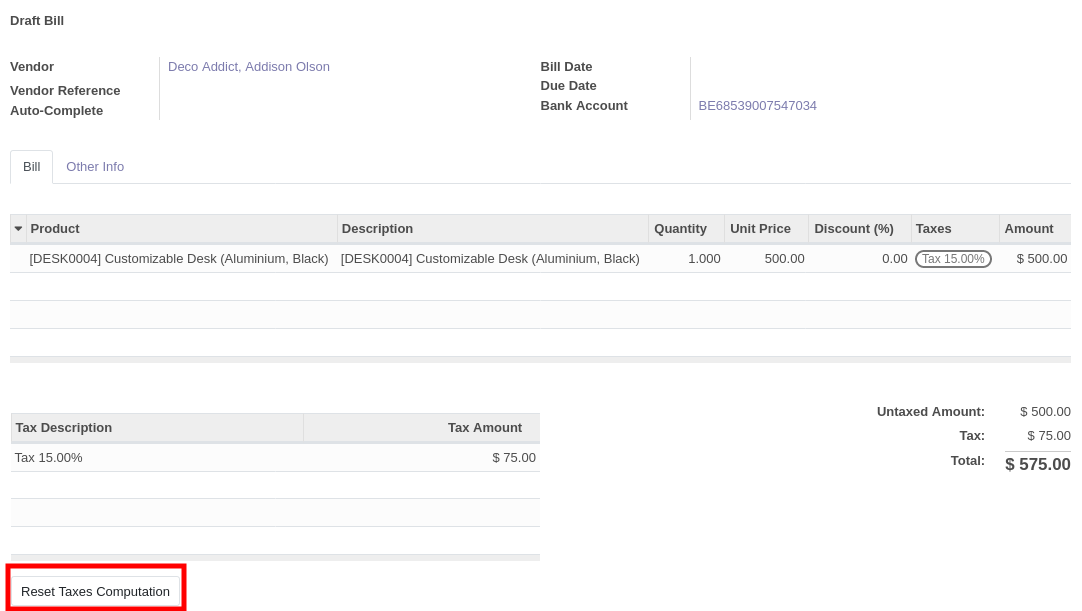 Draft Bill
Vendor Deco Addict, Addison Olson Bill Date
Vendor Reference Due Date
Auto-Complete Bank Account BE68539007547034
Bill Other Info
Product Description Quantity Unit Price Discount (%) Taxes Amount
[DESK0004] Customizable Desk (Aluminium, Black) [DESK0004] Customizable Desk (Aluminium, Black) 1.000 500.00 0.00 Tax 15.00% $ 500.00
Untaxed Amount: $ 500.00
Tax Description Tax Amount Tax: $ 75.00
Tax 15.00% $ 75.00 Total: $ 575.00
Reset Taxes Computation